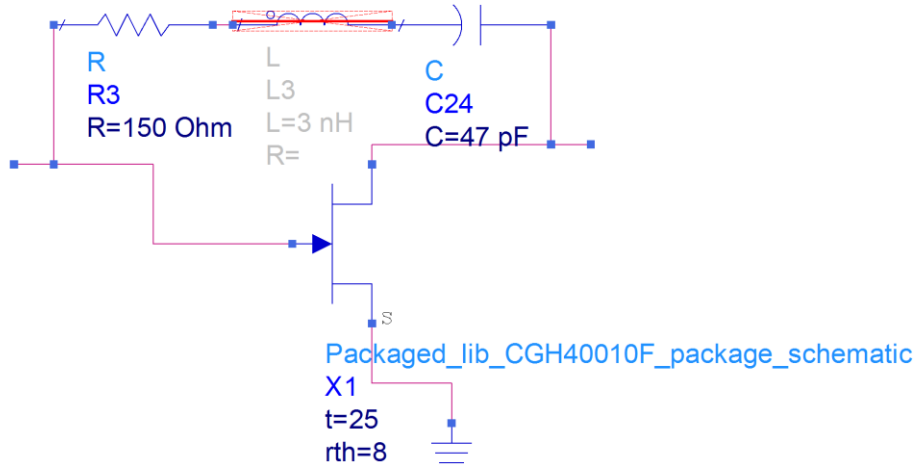 R
R3
R=150 Ohm
L
L3
L=3 nH
R=
C
C24
C=47 pF
S
Packaged_lib_CGH40010F_package_schematic
X1
t=25
rth=8